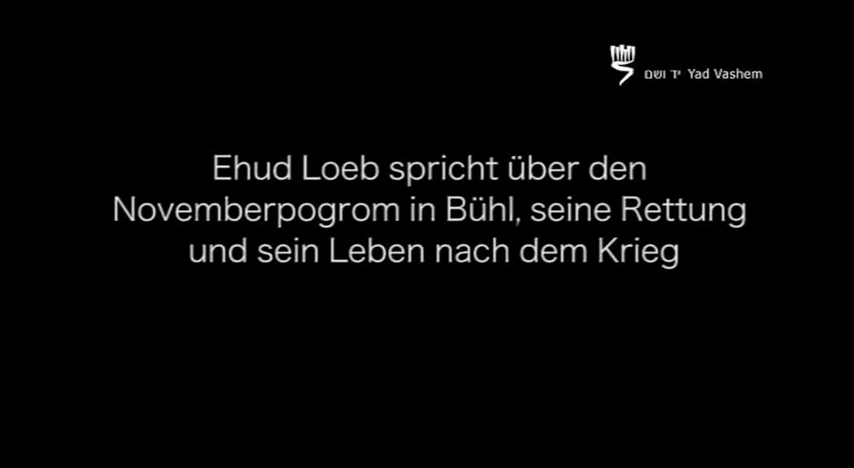 יד ושם Yad Vashem
Ehud Loeb spricht über den
Novemberpogrom in Bühl, seine Rettung
und sein Leben nach dem Krieg